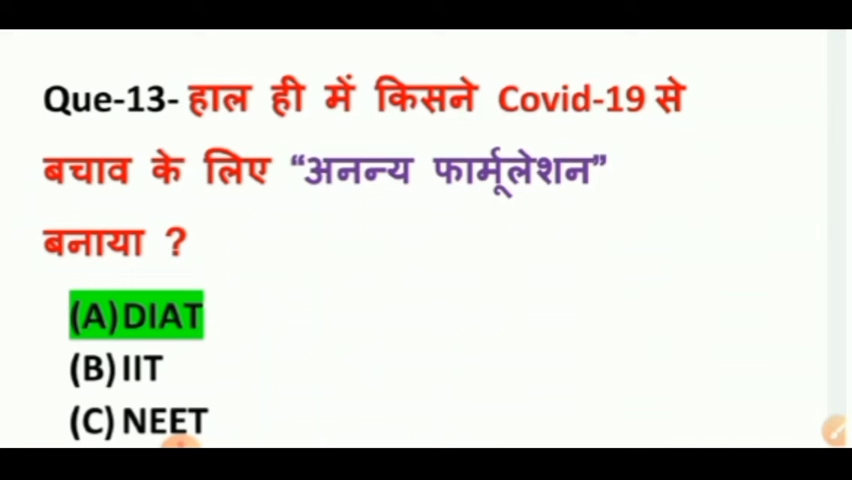 Que-13- हाल ही में किसने Covid-19 से
बचाव के लिए “अनन्य फार्मूलेशन”
बनाया ?
(A) DIAT
(B) IIT
(C) NEET